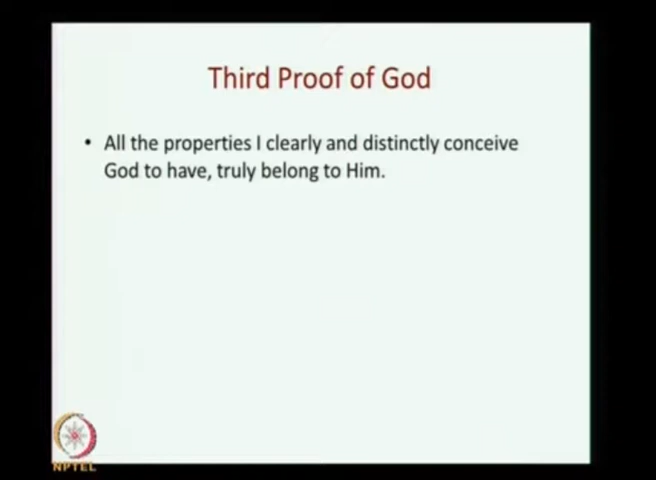 Third Proof of God
• All the properties I clearly and distinctly conceive
God to have, truly belong to Him.
NPTEL